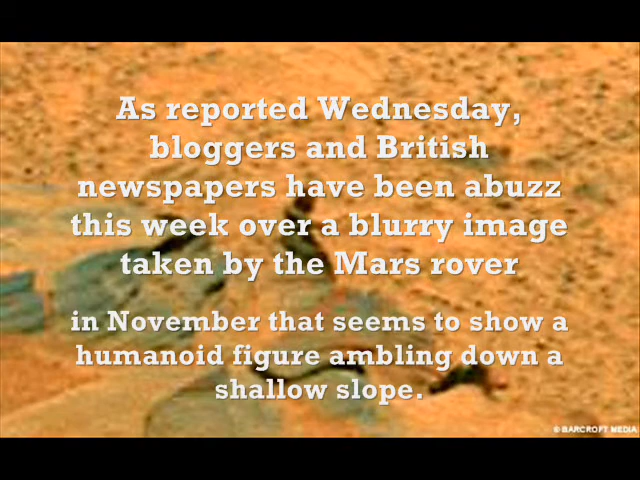 As reported Wednesday,
bloggers and British
newspapers have been abuzz
this week over a blurry image
taken by the Mars rover
in November that seems to show a
humanoid figure ambling down a
shallow slope.
© BARCROFT MEDIA